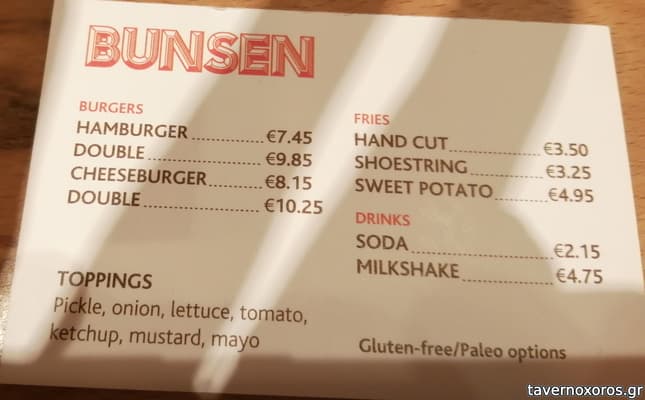 BUNSEN
BURGERS
HAMBURGER ............... €7.45
DOUBLE ............... €9.85
CHEESEBURGER ............... €8.15
DOUBLE ............... €10.25
TOPPINGS
Pickle, onion, lettuce, tomato,
ketchup, mustard, mayo
FRIES
HAND CUT ............... €3.50
SHOESTRING ............... €3.25
SWEET POTATO ............... €4.95
DRINKS
SODA ............... €2.15
MILKSHAKE ............... €4.75
Gluten-free/Paleo options
tavernoxoros.gr